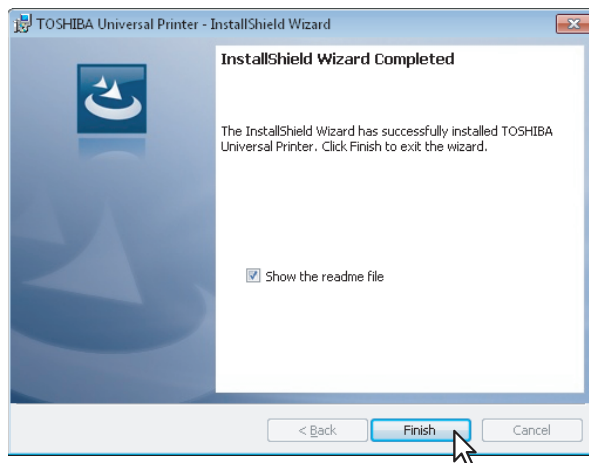 TOSHIBA Universal Printer - InstallShield Wizard
InstallShield Wizard Completed
The InstallShield Wizard has successfully installed TOSHIBA
Universal Printer. Click Finish to exit the wizard.
Show the readme file
< Back Finish Cancel